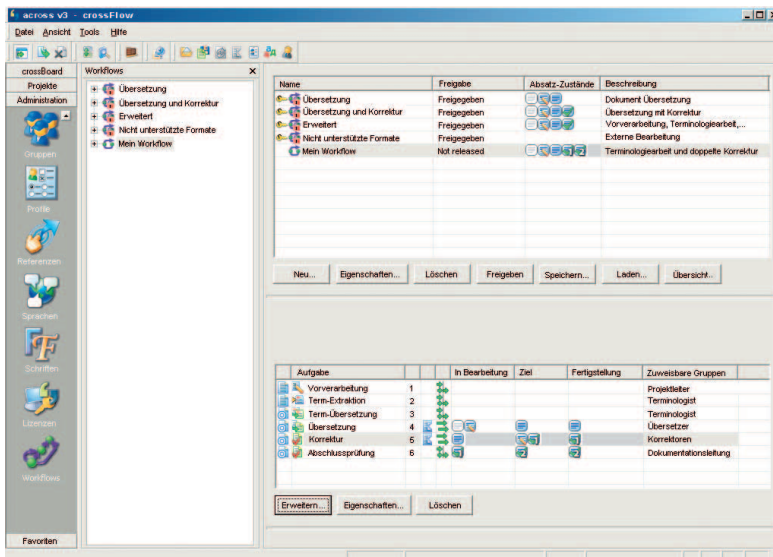 across v3 - crossFlow
Datei Ansicht Tools Hilfe
crossBoard
Projekte
Administration
Gruppen
Profile
Referenzen
Sprachen
Schriften
Lizenzen
Workflows
Favoriten
Workflows
Übersetzung
Übersetzung und Korrektur
Erweitert
Nicht unterstützte Formate
Mein Workflow
Name Freigabe Absatz-Zustände Beschreibung
Übersetzung Freigegeben Dokument Übersetzung
Übersetzung und Korrektur Freigegeben Übersetzung mit Korrektur
Erweitert Freigegeben Vorverarbeitung, Terminologiearbeit,...
Nicht unterstützte Formate Freigegeben Externe Bearbeitung
Mein Workflow Not released Terminologiearbeit und doppelte Korrektur
Neu... Eigenschaften... Löschen Freigeben Speichern... Laden... Übersicht..
Aufgabe In Bearbeitung Ziel Fertigstellung Zuweisbare Gruppen
Vorverarbeitung 1 Projektleiter
Term-Extraktion 2 Terminologist
Term-Übersetzung 3 Terminologist
Übersetzung 4 Übersetzer
Korrektur 5 Korrektoren
Abschlussprüfung 6 Dokumentationsleitung
Erweitern... Eigenschaften... Löschen